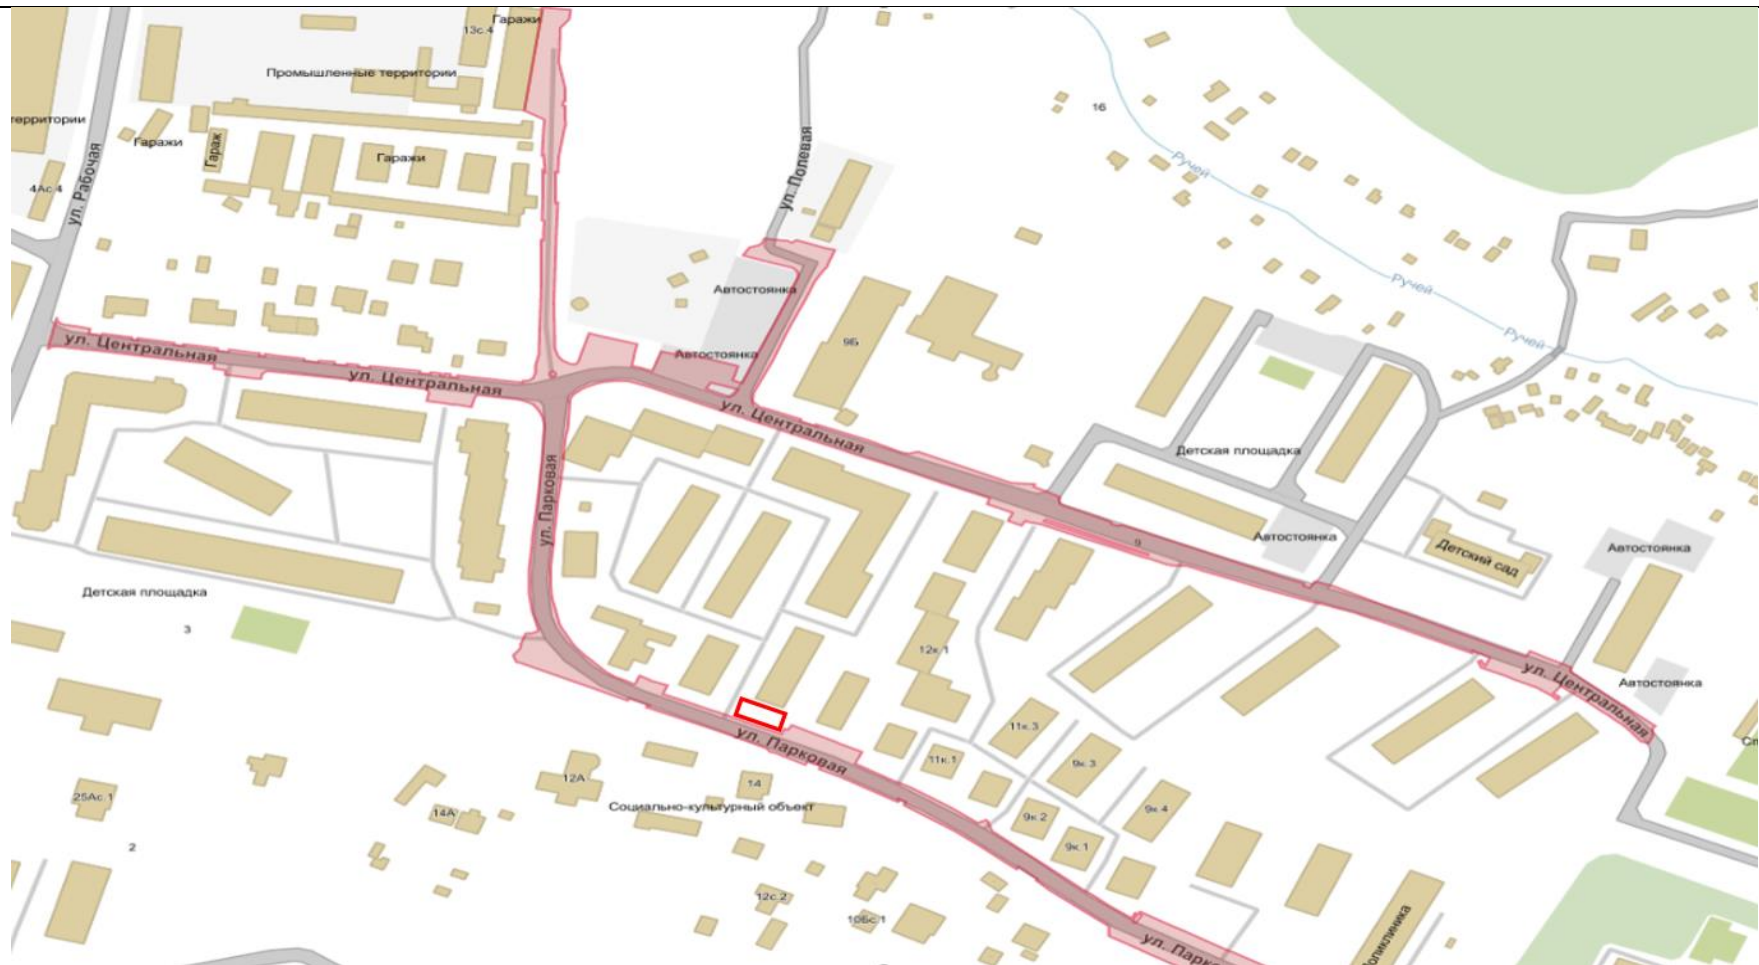 Гаражи
13с.4
Промышленные территории
территории
Гаражи
Гараж
Гаражи
16
4Ас.4
ул. Рабочая
ул. Полевая
Ручей
Ручей
Ручей
Автостоянка
Автостоянка
9Б
ул. Центральная
ул. Центральная
ул. Центральная
Детская площадка
ул. Парковая
9
Автостоянка
Детский сад
Автостоянка
Детская площадка
3
12к.1
ул. Центральная
Автостоянка
11к.3
ул. Парковая
11к.1
9к.3
12А
14
25Ас.1
14А
Социально-культурный объект
9к.4
9к.2
9к.1
2
12с.2
10Бс.1
Поликлиника